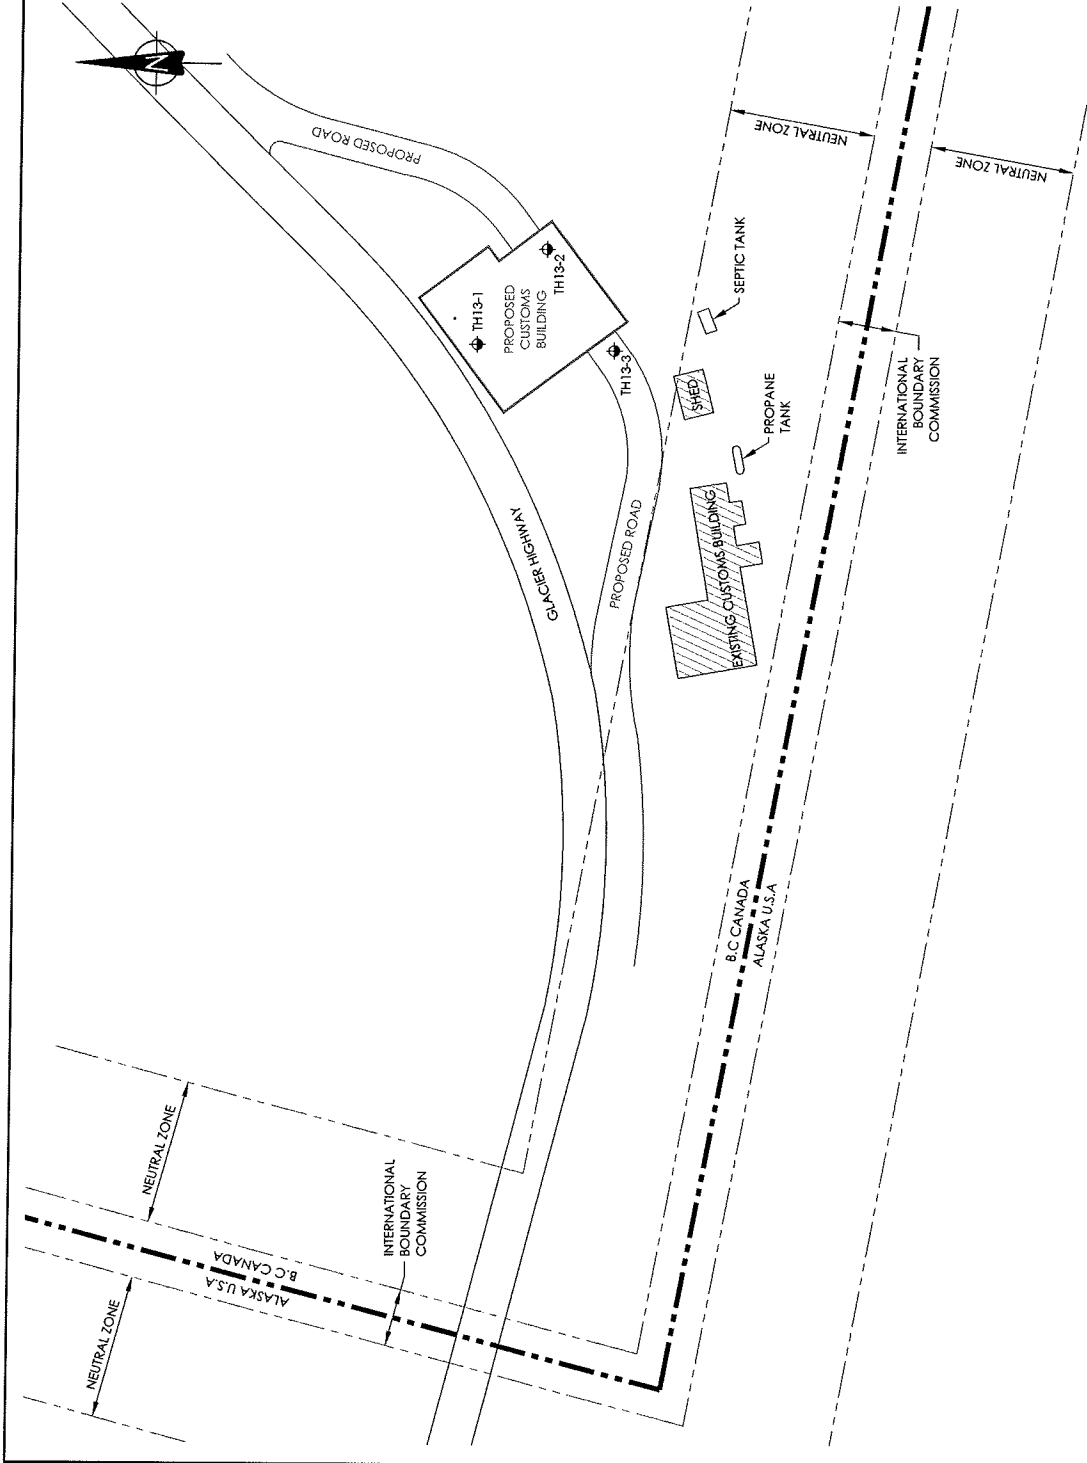 N
PROPOSED ROAD
NEUTRAL ZONE
NEUTRAL ZONE
SEPTIC TANK
TH13-1
TH13-2
PROPOSED
CUSTOMS
BUILDING
TH13-3
SHED
PROPANE
TANK
INTERNATIONAL
BOUNDARY
COMMISSION
GLACIER HIGHWAY
PROPOSED ROAD
EXISTING CUSTOMS BUILDING
B.C CANADA
ALASKA U.S.A
NEUTRAL ZONE
INTERNATIONAL
BOUNDARY
COMMISSION
B.C CANADA
ALASKA U.S.A
NEUTRAL ZONE